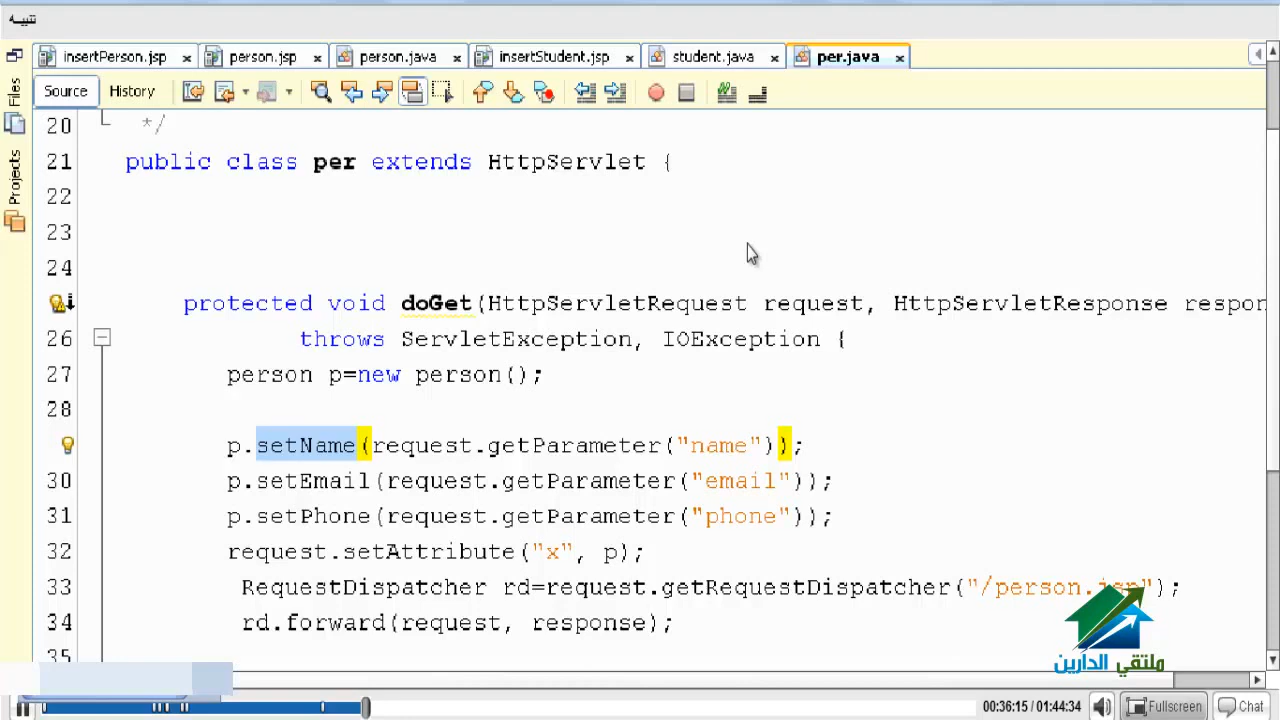 تنبيه
insertPerson.jsp person.jsp person.java insertStudent.jsp student.java per.java
Source History
Files
Projects
20 */
21 public class per extends HttpServlet {
22
23
24
protected void doGet(HttpServletRequest request, HttpServletResponse respon
26 throws ServletException, IOException {
27 person p=new person();
28
p.setName(request.getParameter("name"));
30 p.setEmail(request.getParameter("email"));
31 p.setPhone(request.getParameter("phone"));
32 request.setAttribute("x", p);
33 RequestDispatcher rd=request.getRequestDispatcher("/person.jsp");
34 rd.forward(request, response);
35
ملتقي الدارين
00:36:15 / 01:44:34 Fullscreen Chat